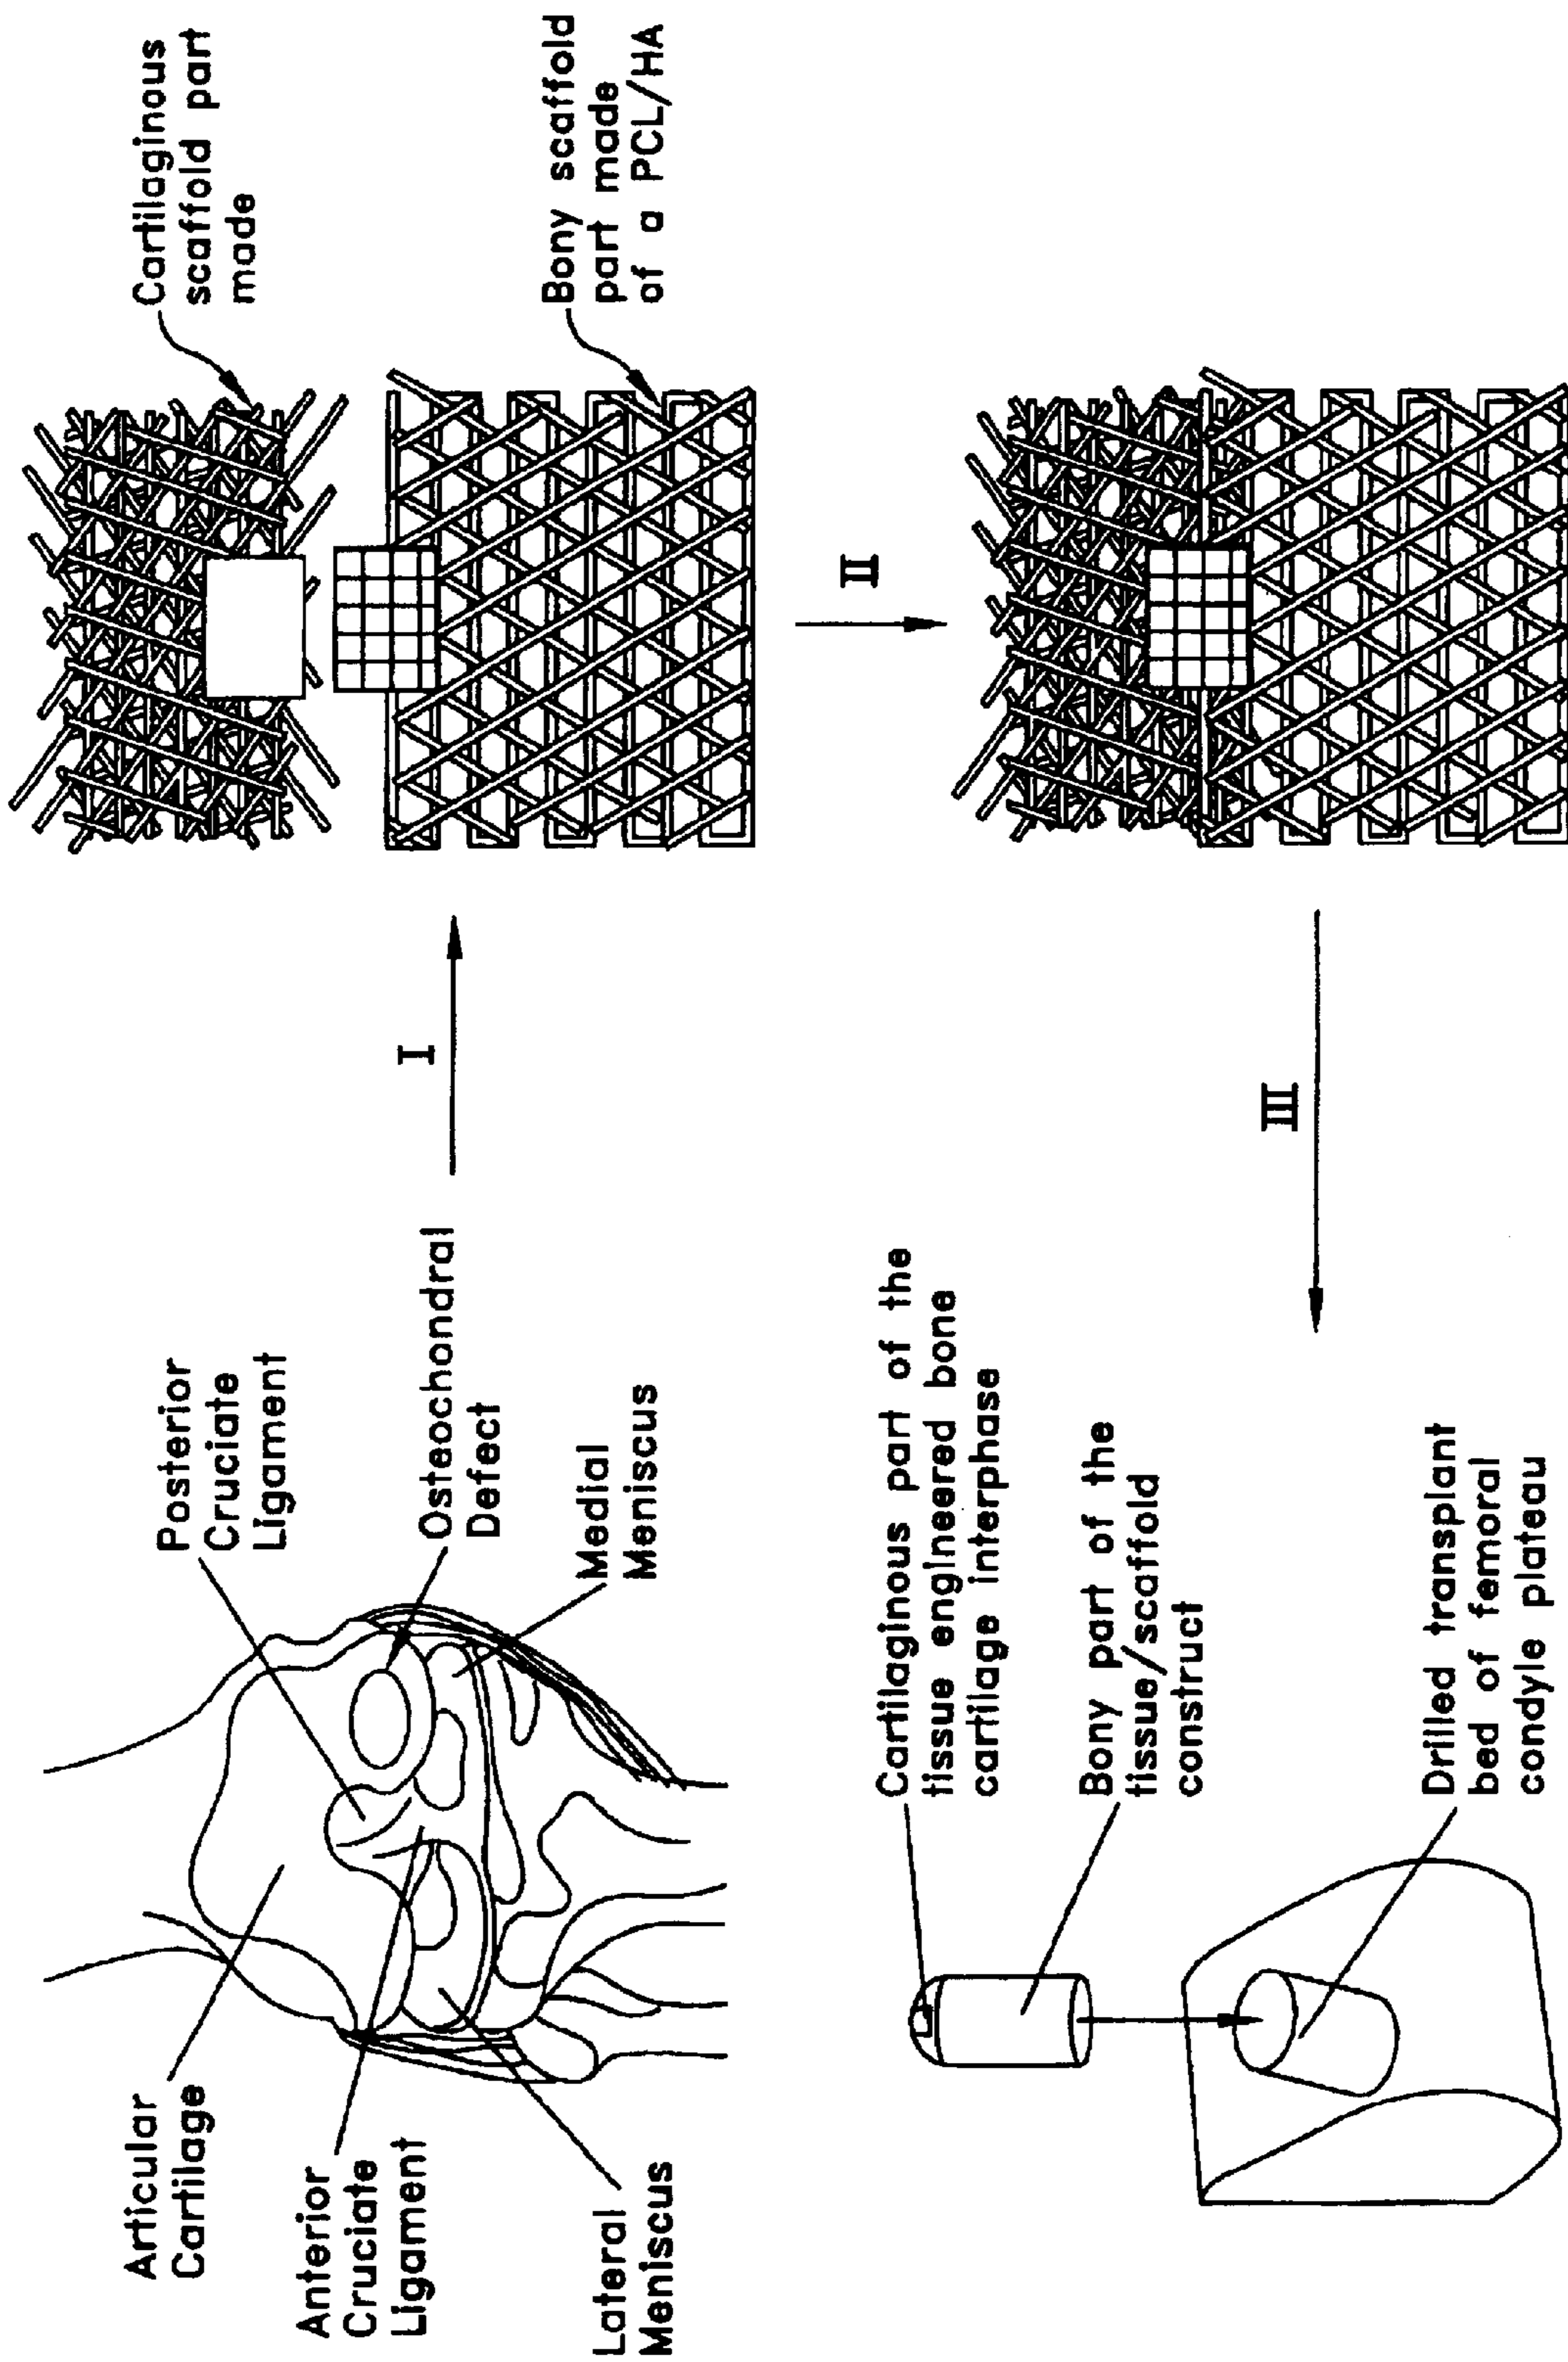 Articular
Cartilage
Anterior
Cruciate
Ligament
Lateral
Meniscus
Posterior
Cruciate
Ligament
Osteochondral
Defect
Medial
Meniscus
I
Cartilaginous
scaffold part
made
Bony scaffold
part made
of a PCL/HA
II
III
Cartilaginous part of the
tissue engineered bone
cartilage interphase
Bony part of the
tissue/scaffold
construct
Drilled transplant
bed of femoral
condyle plateau